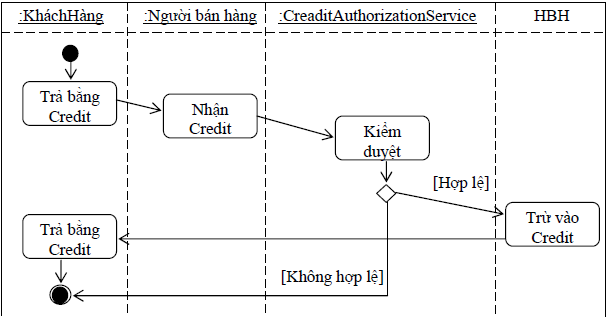 :KháchHàng
:Người bán hàng
:CreaditAuthorizationService
HBH
Trả bằng
Credit
Nhận
Credit
Kiểm
duyệt
[Hợp lệ]
Trừ vào
Credit
Trả bằng
Credit
[Không hợp lệ]